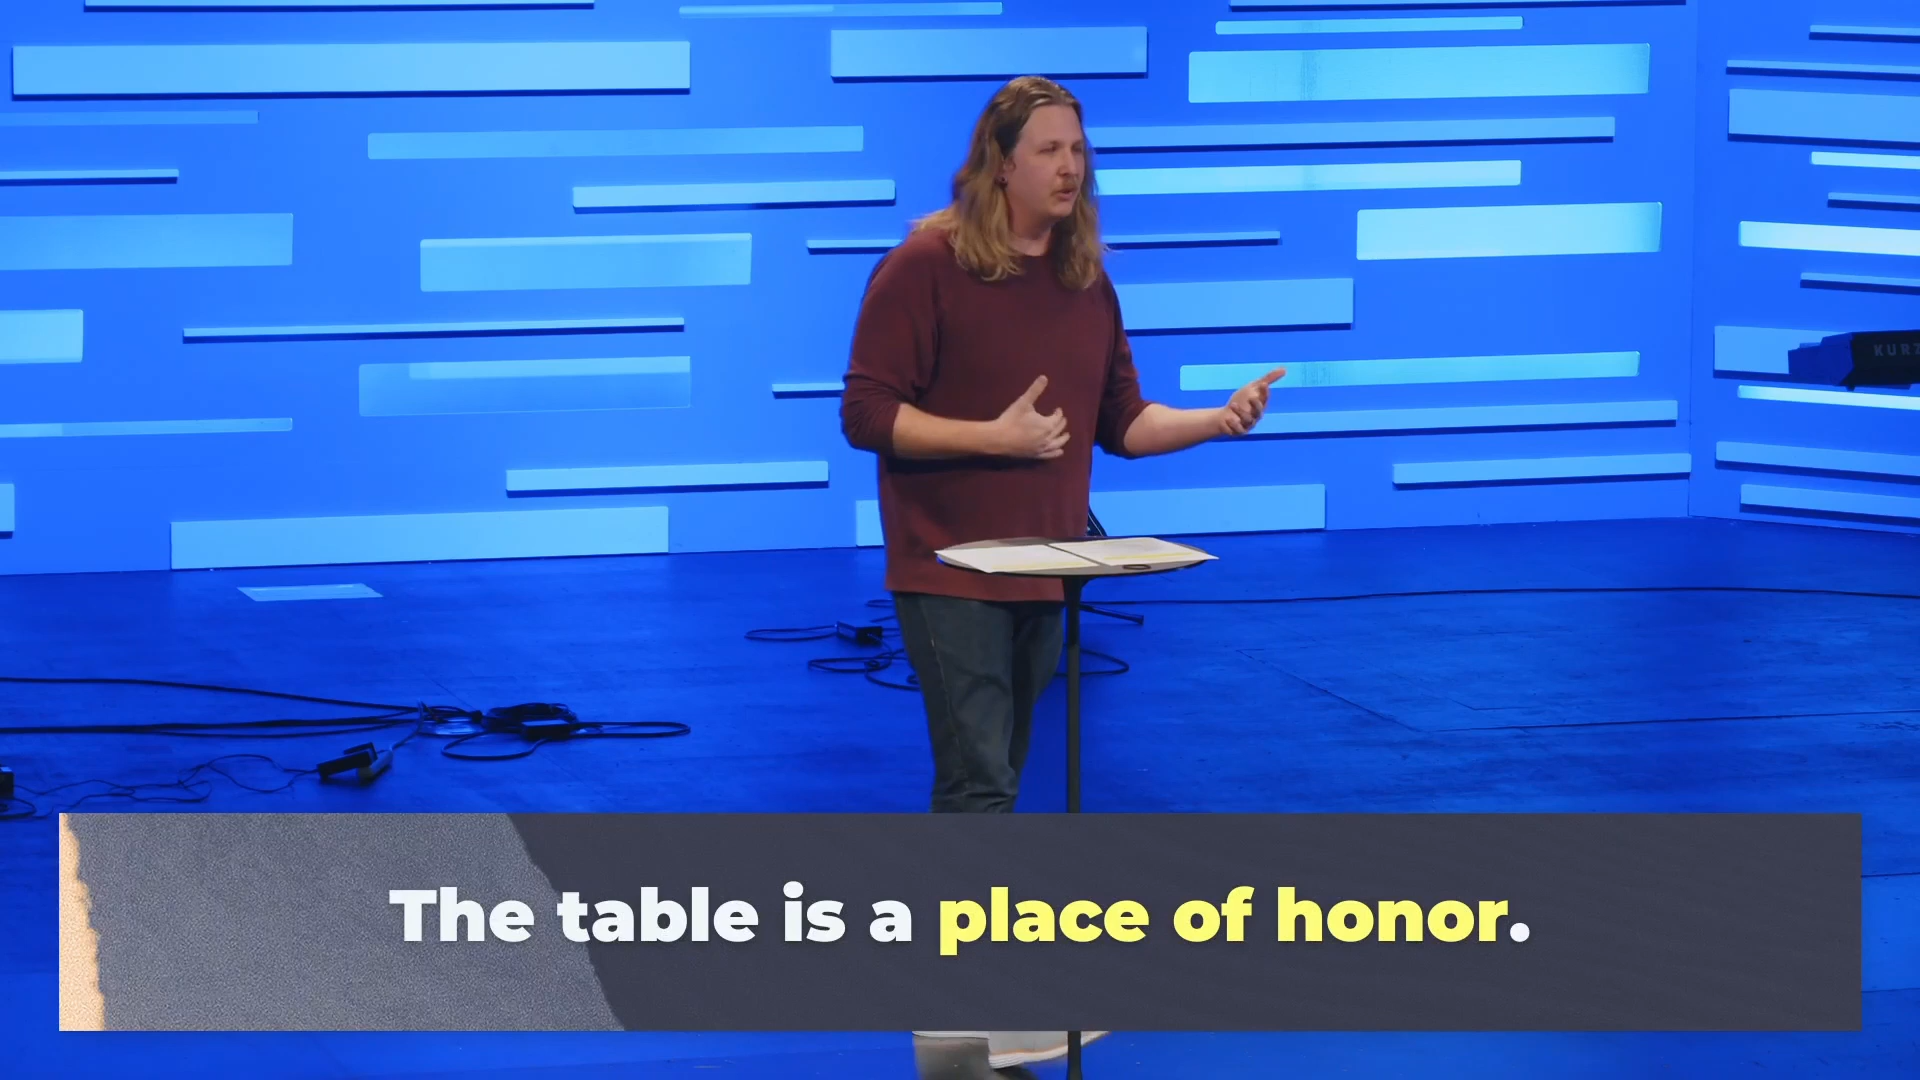 The table is a place of honor.